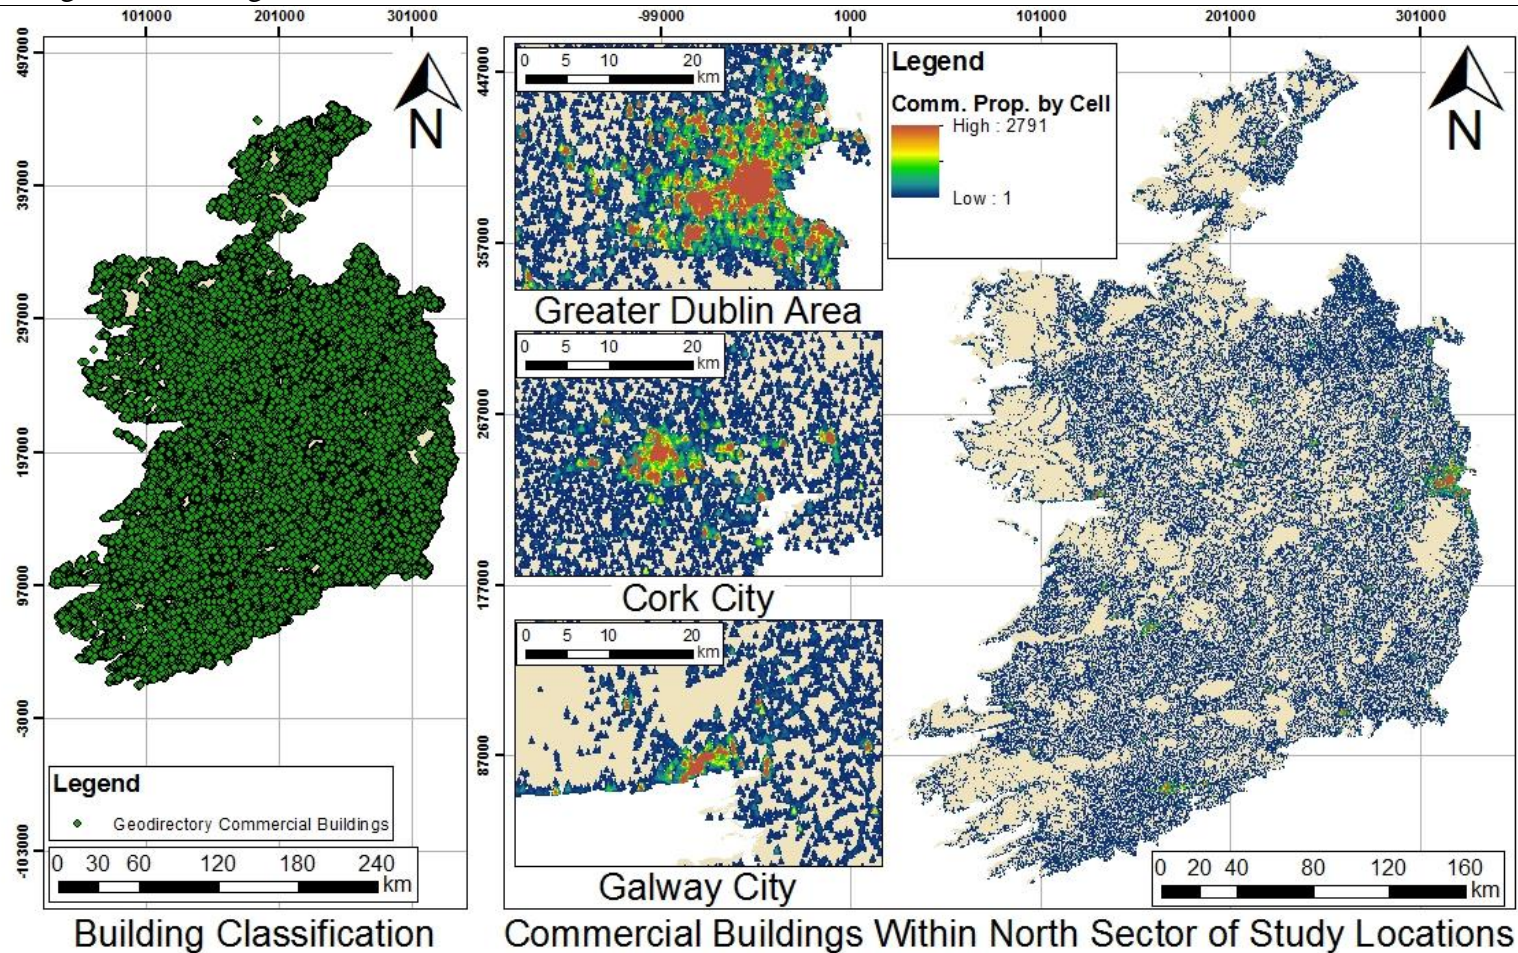 101000 201000 301000
-99000 1000 101000 201000 301000
497000
397000
297000
197000
97000
-3000
-103000
N
Legend
Geodirectory Commercial Buildings
0 30 60 120 180 240
km
Building Classification
447000
357000
267000
177000
87000
0 5 10 20
km
Greater Dublin Area
0 5 10 20
km
Cork City
0 5 10 20
km
Galway City
Legend
Comm. Prop. by Cell
High : 2791
Low : 1
N
0 20 40 80 120 160
km
Commercial Buildings Within North Sector of Study Locations